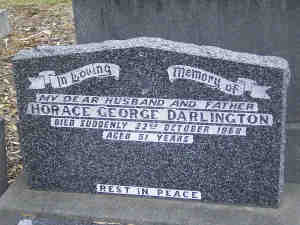 In Loving Memory of
MY DEAR HUSBAND AND FATHER
HORACE GEORGE DARLINGTON
DIED SUDDENLY 22ND OCTOBER 1968
AGED 51 YEARS
REST IN PEACE